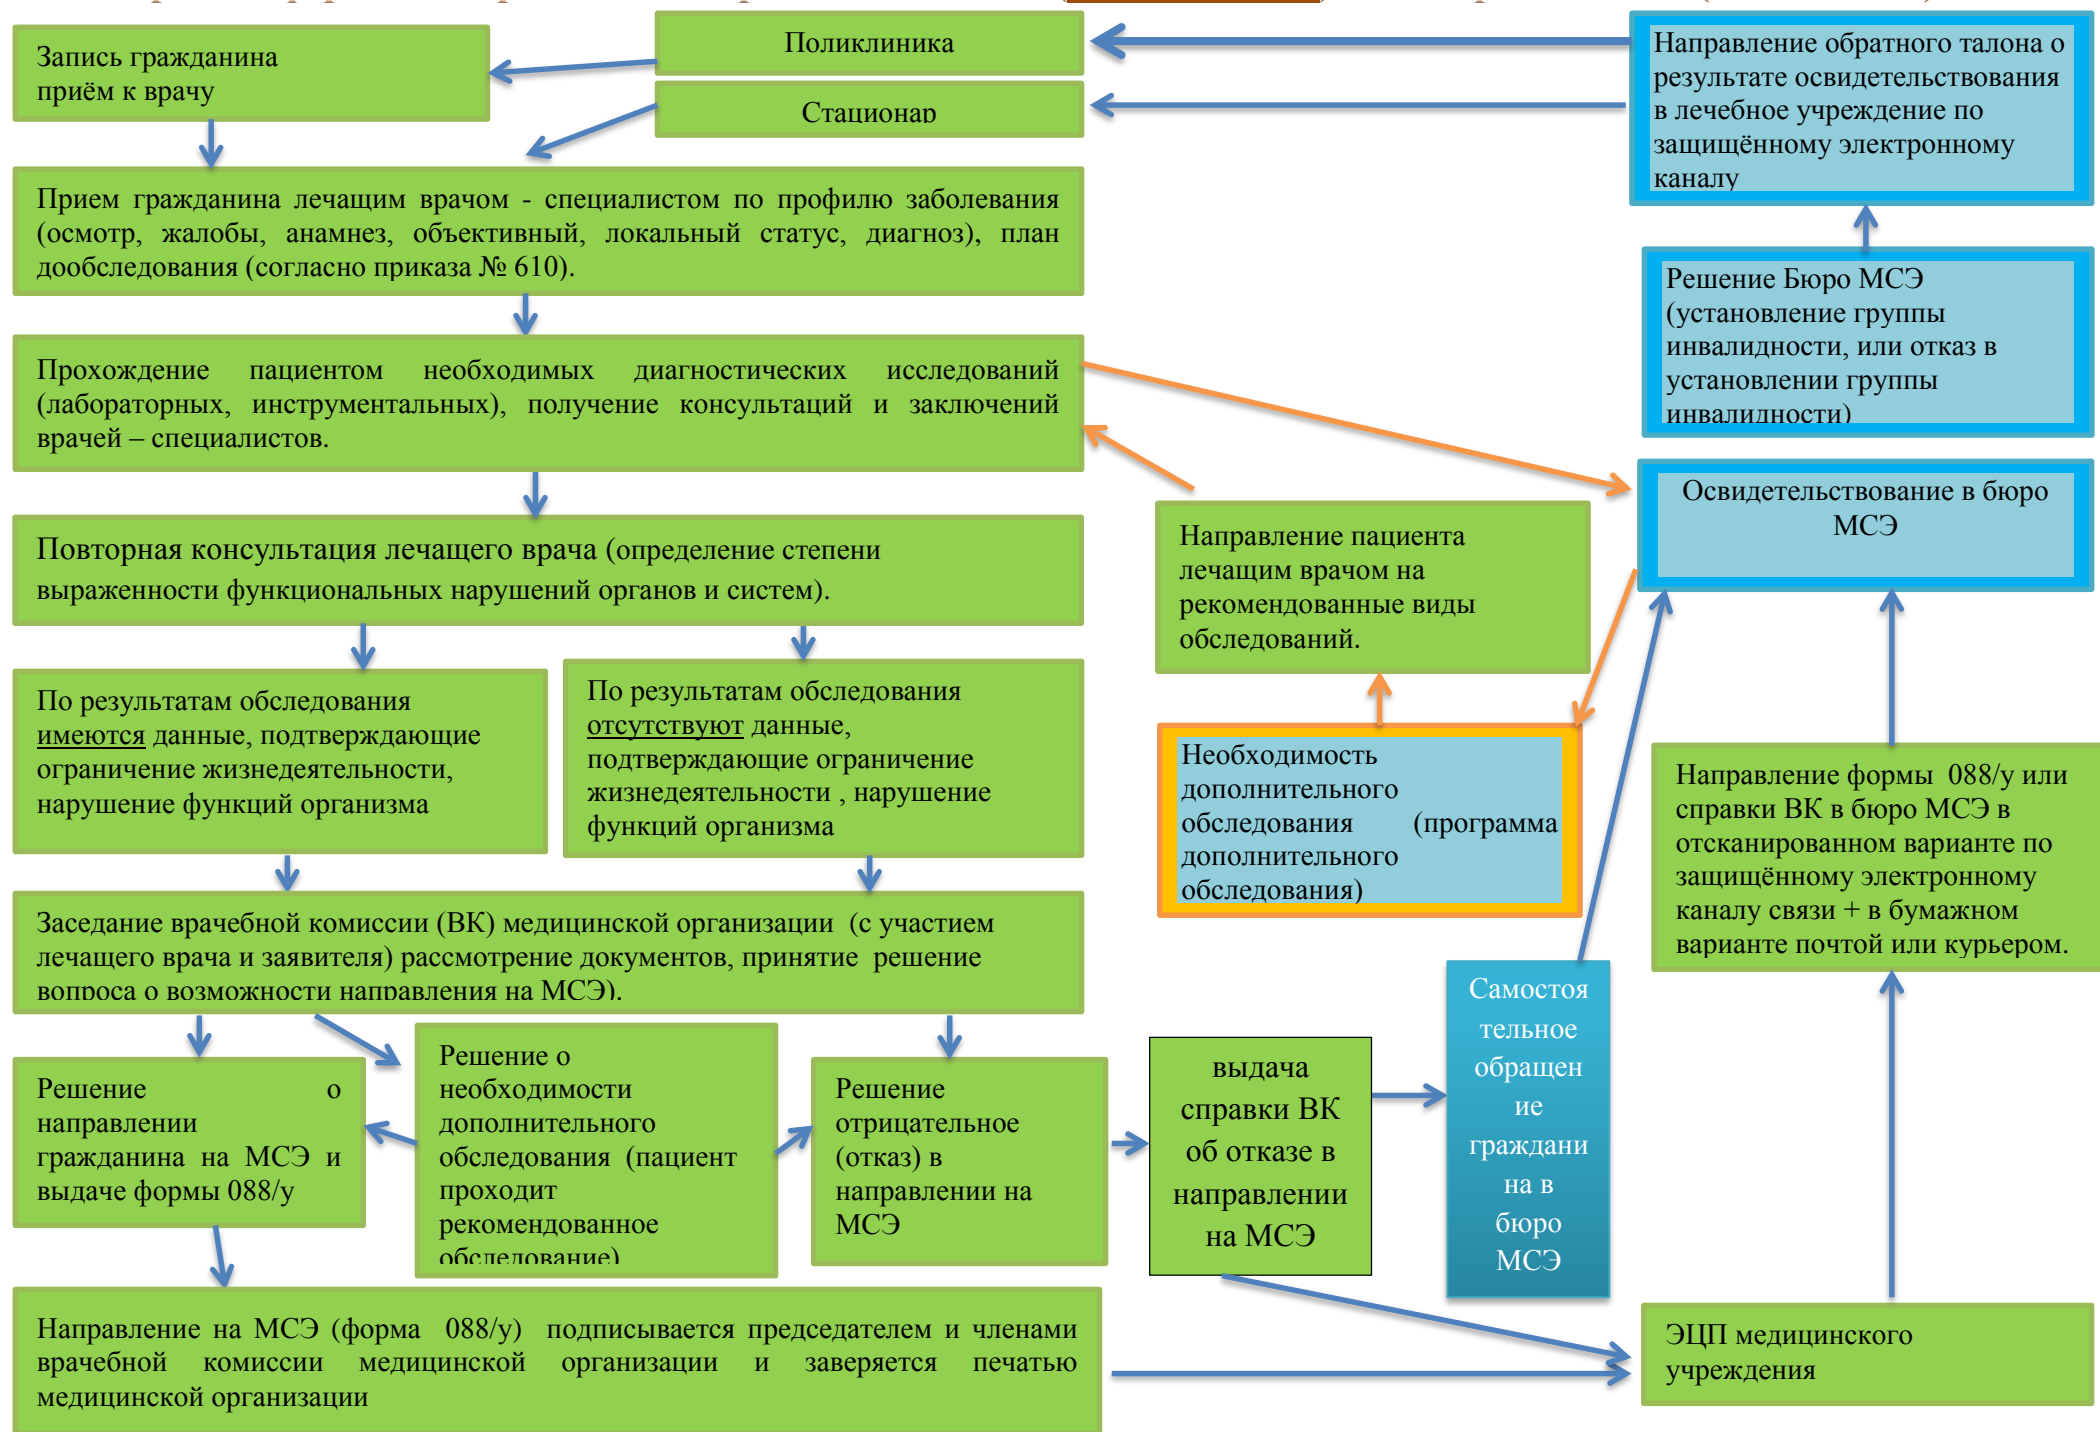 Запись гражданина
приём к врачу
Поликлиника
Стационар
Направление обратного талона о
результате освидетельствования
в лечебное учреждение по
защищённому электронному
каналу
Прием гражданина лечащим врачом - специалистом по профилю заболевания
(осмотр, жалобы, анамнез, объективный, локальный статус, диагноз), план
дообследования (согласно приказа № 610).
Решение Бюро МСЭ
(установление группы
инвалидности, или отказ в
установлении группы
инвалидности)
Прохождение пациентом необходимых диагностических исследований
(лабораторных, инструментальных), получение консультаций и заключений
врачей – специалистов.
Освидетельствование в бюро
МСЭ
Повторная консультация лечащего врача (определение степени
выраженности функциональных нарушений органов и систем).
Направление пациента
лечащим врачом на
рекомендованные виды
обследований.
По результатам обследования
имеются данные, подтверждающие
ограничение жизнедеятельности,
нарушение функций организма
По результатам обследования
отсутствуют данные,
подтверждающие ограничение
жизнедеятельности , нарушение
функций организма
Необходимость
дополнительного
обследования (программа
дополнительного
обследования)
Направление формы 088/у или
справки ВК в бюро МСЭ в
отсканированном варианте по
защищённому электронному
каналу связи + в бумажном
варианте почтой или курьером.
Заседание врачебной комиссии (ВК) медицинской организации (с участием
лечащего врача и заявителя) рассмотрение документов, принятие решение
вопроса о возможности направления на МСЭ).
Решение о
направлении
гражданина на МСЭ и
выдаче формы 088/у
Решение о
необходимости
дополнительного
обследования (пациент
проходит
рекомендованное
обследование)
Решение
отрицательное
(отказ) в
направлении на
МСЭ
выдача
справки ВК
об отказе в
направлении
на МСЭ
Самостоя
тельное
обращен
ие
граждани
на в
бюро
МСЭ
Направление на МСЭ (форма 088/у) подписывается председателем и членами
врачебной комиссии медицинской организации и заверяется печатью
медицинской организации
ЭЦП медицинского
учреждения